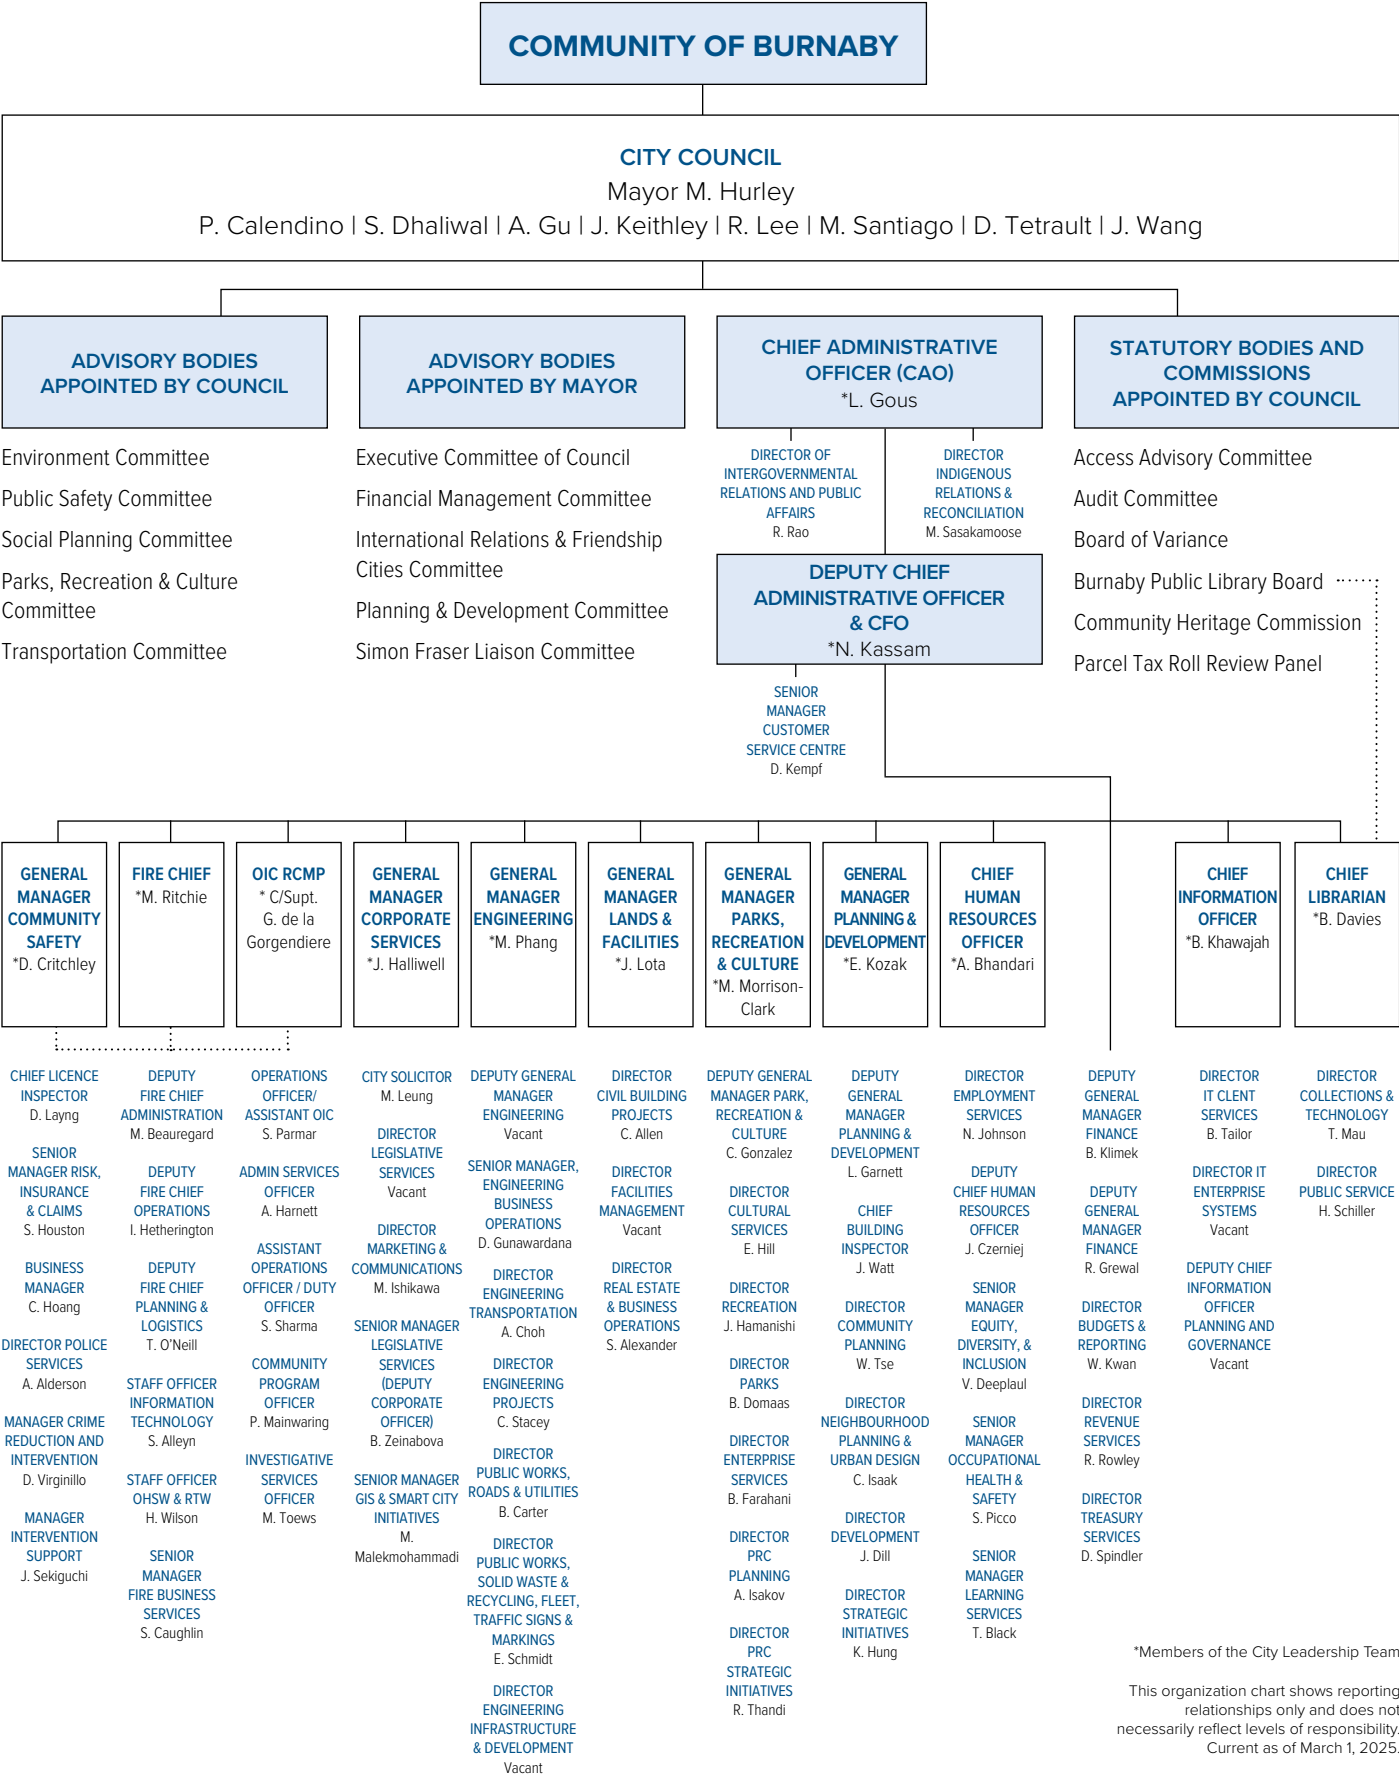 COMMUNITY OF BURNABY
CITY COUNCIL
Mayor M. Hurley
P. Calendino | S. Dhaliwal | A. Gu | J. Keithley | R. Lee | M. Santiago | D. Tetrault | J. Wang
ADVISORY BODIES
APPOINTED BY COUNCIL
Environment Committee
Public Safety Committee
Social Planning Committee
Parks, Recreation & Culture
Committee
Transportation Committee
ADVISORY BODIES
APPOINTED BY MAYOR
Executive Committee of Council
Financial Management Committee
International Relations & Friendship
Cities Committee
Planning & Development Committee
Simon Fraser Liaison Committee
CHIEF ADMINISTRATIVE
OFFICER (CAO)
*L. Gous
DIRECTOR OF
INTERGOVERNMENTAL
RELATIONS AND PUBLIC
AFFAIRS
R. Rao
DIRECTOR
INDIGENOUS
RELATIONS &
RECONCILIATION
M. Sasakamoose
DEPUTY CHIEF
ADMINISTRATIVE OFFICER
& CFO
*N. Kassam
SENIOR
MANAGER
CUSTOMER
SERVICE CENTRE
D. Kempf
STATUTORY BODIES AND
COMMISSIONS
APPOINTED BY COUNCIL
Access Advisory Committee
Audit Committee
Board of Variance
Burnaby Public Library Board
Community Heritage Commission
Parcel Tax Roll Review Panel
GENERAL
MANAGER
COMMUNITY
SAFETY
*D. Critchley
CHIEF LICENCE
INSPECTOR
D. Layng
SENIOR
MANAGER RISK,
INSURANCE
& CLAIMS
S. Houston
BUSINESS
MANAGER
C. Hoang
DIRECTOR POLICE
SERVICES
A. Alderson
MANAGER CRIME
REDUCTION AND
INTERVENTION
D. Virginillo
MANAGER
INTERVENTION
SUPPORT
J. Sekiguchi
FIRE CHIEF
*M. Ritchie
DEPUTY
FIRE CHIEF
ADMINISTRATION
M. Beauregard
DEPUTY
FIRE CHIEF
OPERATIONS
I. Hetherington
DEPUTY
FIRE CHIEF
PLANNING &
LOGISTICS
T. O'Neill
STAFF OFFICER
INFORMATION
TECHNOLOGY
S. Alleyn
STAFF OFFICER
OHSW & RTW
H. Wilson
SENIOR
MANAGER
FIRE BUSINESS
SERVICES
S. Caughlin
OIC RCMP
* C/Supt.
G. de la
Gorgendiere
OPERATIONS
OFFICER/
ASSISTANT OIC
S. Parmar
ADMIN SERVICES
OFFICER
A. Harnett
ASSISTANT
OPERATIONS
OFFICER / DUTY
OFFICER
S. Sharma
COMMUNITY
PROGRAM
OFFICER
P. Mainwaring
INVESTIGATIVE
SERVICES
OFFICER
M. Toews
GENERAL
MANAGER
CORPORATE
SERVICES
*J. Halliwell
CITY SOLICITOR
M. Leung
DIRECTOR
LEGISLATIVE
SERVICES
Vacant
DIRECTOR
MARKETING &
COMMUNICATIONS
M. Ishikawa
SENIOR MANAGER
LEGISLATIVE
SERVICES
(DEPUTY
CORPORATE
OFFICER)
B. Zeinabova
SENIOR MANAGER
GIS & SMART CITY
INITIATIVES
M.
Malekmohammadi
GENERAL
MANAGER
ENGINEERING
*M. Phang
DEPUTY GENERAL
MANAGER
ENGINEERING
Vacant
SENIOR MANAGER,
ENGINEERING
BUSINESS
OPERATIONS
D. Gunawardana
DIRECTOR
ENGINEERING
TRANSPORTATION
A. Choh
DIRECTOR
ENGINEERING
PROJECTS
C. Stacey
DIRECTOR
PUBLIC WORKS,
ROADS & UTILITIES
B. Carter
DIRECTOR
PUBLIC WORKS,
SOLID WASTE &
RECYCLING, FLEET,
TRAFFIC SIGNS &
MARKINGS
E. Schmidt
DIRECTOR
ENGINEERING
INFRASTRUCTURE
& DEVELOPMENT
Vacant
GENERAL
MANAGER
LANDS &
FACILITIES
*J. Lota
DIRECTOR
CIVIL BUILDING
PROJECTS
C. Allen
DIRECTOR
FACILITIES
MANAGEMENT
Vacant
DIRECTOR
REAL ESTATE
& BUSINESS
OPERATIONS
S. Alexander
GENERAL
MANAGER
PARKS,
RECREATION
& CULTURE
*M. Morrison-
Clark
DEPUTY GENERAL
MANAGER PARK,
RECREATION &
CULTURE
C. Gonzalez
DIRECTOR
CULTURAL
SERVICES
E. Hill
DIRECTOR
RECREATION
J. Hamanishi
DIRECTOR
PARKS
B. Domaas
DIRECTOR
ENTERPRISE
SERVICES
B. Farahani
DIRECTOR
PRC
PLANNING
A. Isakov
DIRECTOR
PRC
STRATEGIC
INITIATIVES
R. Thandi
GENERAL
MANAGER
PLANNING &
DEVELOPMENT
*E. Kozak
DEPUTY
GENERAL
MANAGER
PLANNING &
DEVELOPMENT
L. Garnett
CHIEF
BUILDING
INSPECTOR
J. Watt
DIRECTOR
COMMUNITY
PLANNING
W. Tse
DIRECTOR
NEIGHBOURHOOD
PLANNING &
URBAN DESIGN
C. Isaak
DIRECTOR
DEVELOPMENT
J. Dill
DIRECTOR
STRATEGIC
INITIATIVES
K. Hung
CHIEF
HUMAN
RESOURCES
OFFICER
*A. Bhandari
DIRECTOR
EMPLOYMENT
SERVICES
N. Johnson
DEPUTY
CHIEF HUMAN
RESOURCES
OFFICER
J. Czerniej
SENIOR
MANAGER
EQUITY,
DIVERSITY, &
INCLUSION
V. Deeplaul
SENIOR
MANAGER
OCCUPATIONAL
HEALTH &
SAFETY
S. Picco
SENIOR
MANAGER
LEARNING
SERVICES
T. Black
DEPUTY
GENERAL
MANAGER
FINANCE
B. Klimek
DEPUTY
GENERAL
MANAGER
FINANCE
R. Grewal
DIRECTOR
BUDGETS &
REPORTING
W. Kwan
DIRECTOR
REVENUE
SERVICES
R. Rowley
DIRECTOR
TREASURY
SERVICES
D. Spindler
CHIEF
INFORMATION
OFFICER
*B. Khawajah
DIRECTOR
IT CLENT
SERVICES
B. Tailor
DIRECTOR IT
ENTERPRISE
SYSTEMS
Vacant
DEPUTY CHIEF
INFORMATION
OFFICER
PLANNING AND
GOVERNANCE
Vacant
CHIEF
LIBRARIAN
*B. Davies
DIRECTOR
COLLECTIONS &
TECHNOLOGY
T. Mau
DIRECTOR
PUBLIC SERVICE
H. Schiller
*Members of the City Leadership Team
This organization chart shows reporting
relationships only and does not
necessarily reflect levels of responsibility.
Current as of March 1, 2025.